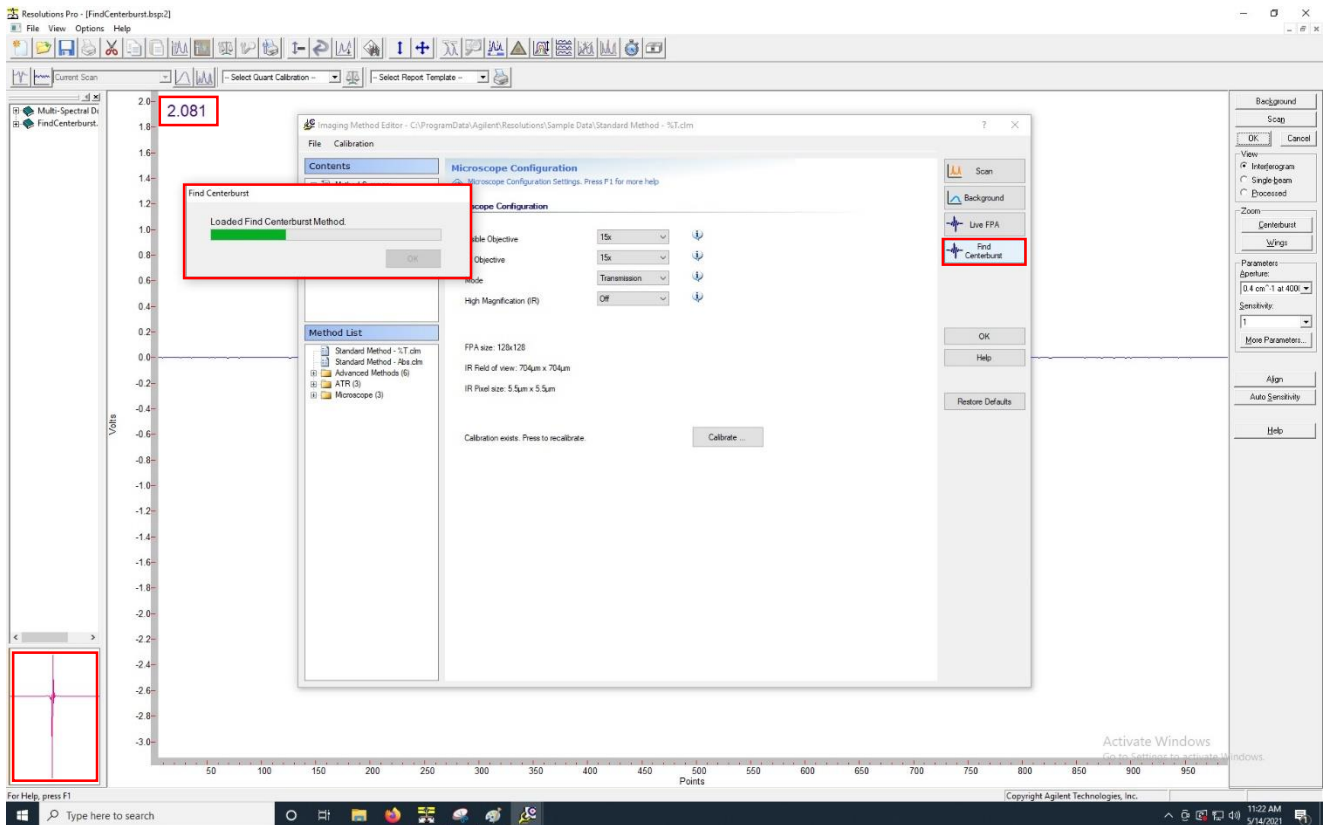 Resolutions Pro - [FindCenterburst.bsp:2]
File View Options Help
Current Scan
-- Select Quant Calibration --
-- Select Report Template --
Multi-Spectral
FindCenterburst.
2.081
2.0
1.8
1.6
1.4
1.2
1.0
0.8
0.6
0.4
0.2
0.0
-0.2
-0.4
-0.6
-0.8
-1.0
-1.2
-1.4
-1.6
-1.8
-2.0
-2.2
-2.4
-2.6
-2.8
-3.0
Volts
50 100 150 200 250 300 350 400 450 500 550 600 650 700 750 800 850 900 950
Points
Find Centerburst
Loaded Find Centerburst Method.
OK
Imaging Method Editor - C:\ProgramData\Agilent\Resolutions\Sample Data\Standard Method - %T.clm
? ×
File Calibration
Contents
Method List
Standard Method - %T.clm
Standard Method - Abs.clm
Advanced Methods (6)
ATR (3)
Microscope (3)
Microscope Configuration
Microscope Configuration Settings. Press F1 for more help
Configuration
Objective 15x
Objective 15x
Mode Transmission
High Magnification (IR) Off
FPA size: 128x128
IR Field of view: 704µm x 704µm
IR Pixel size: 5.5µm x 5.5µm
Calibration exists. Press to recalibrate.
Calibrate ...
Scan
Background
Live FPA
Find
Centerburst
OK
Help
Restore Defaults
Background
Scan
OK Cancel
View
Interferogram
Single-beam
Processed
Zoom
Centerburst
Wings
Parameters
Aperture:
0.4 cm^-1 at 400
Sensitivity:
1
More Parameters...
Align
Auto Sensitivity
Help
Activate Windows
Go to Settings to activate Windows.
For Help, press F1
Copyright Agilent Technologies, Inc.
Type here to search
11:22 AM
5/14/2021